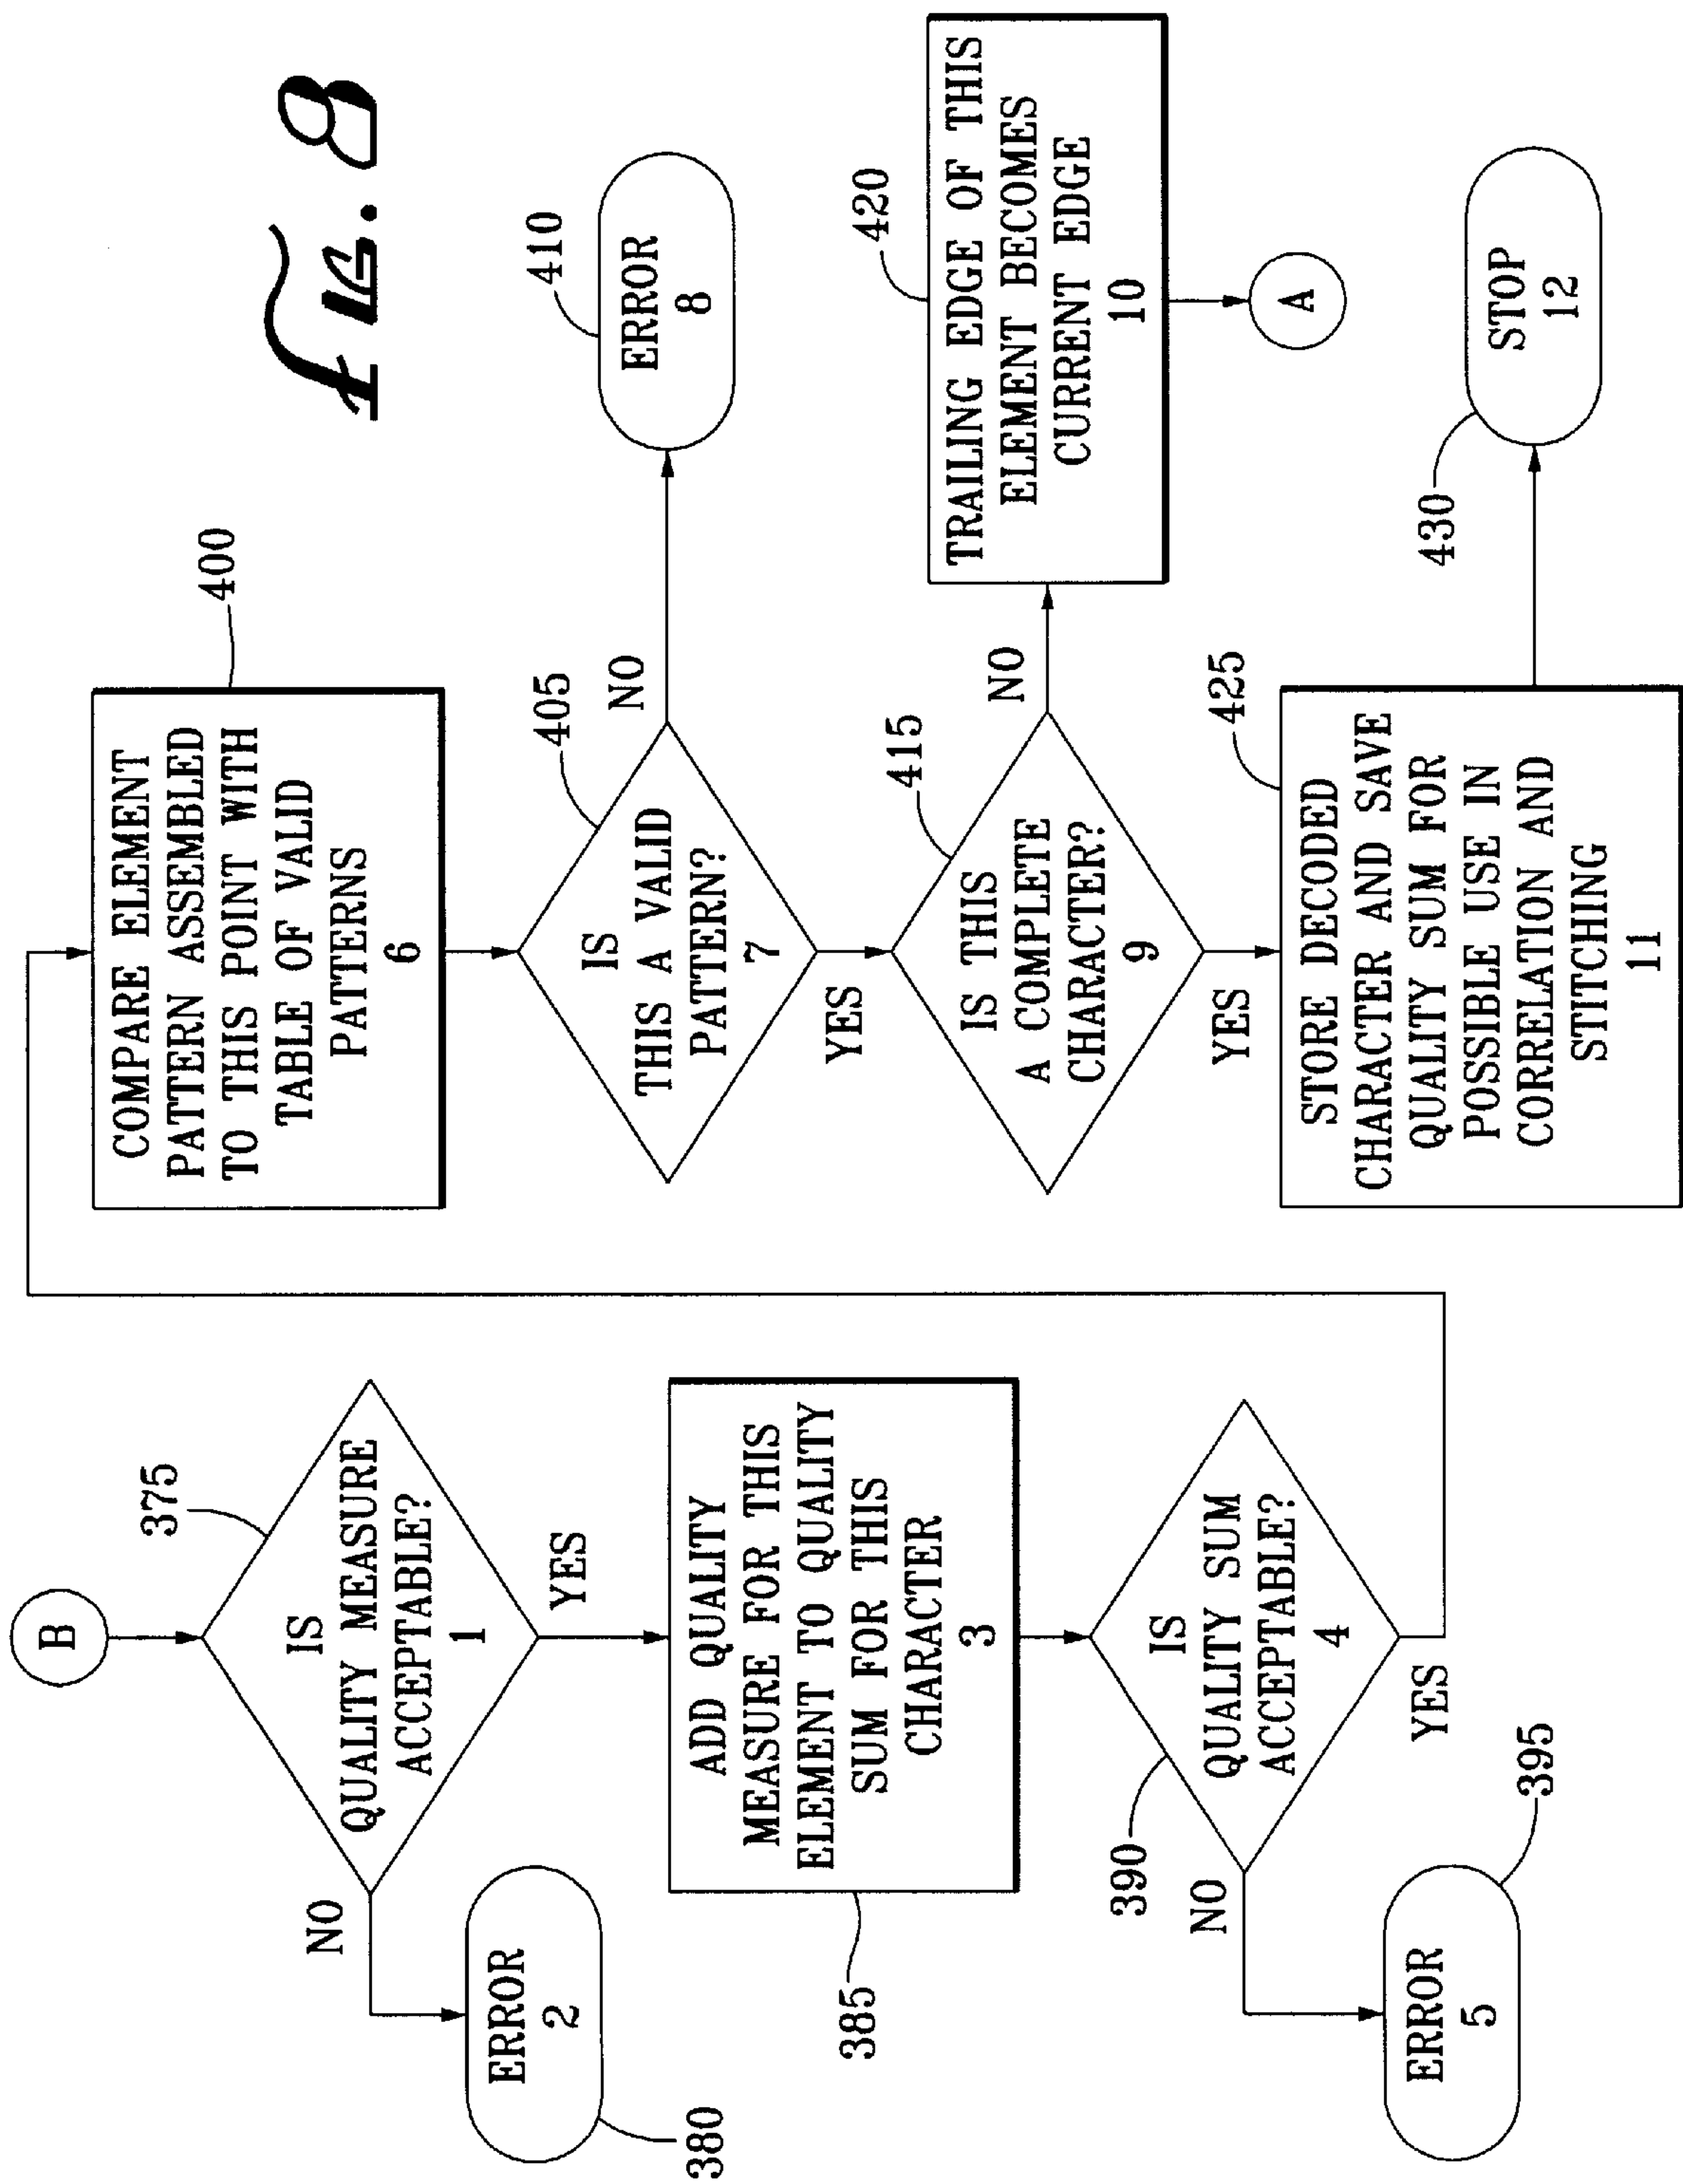 FIG. 8
B
375
IS
QUALITY MEASURE
ACCEPTABLE?
1
NO
YES
ERROR
2
380
ADD QUALITY
MEASURE FOR THIS
ELEMENT TO QUALITY
SUM FOR THIS
CHARACTER
3
385
390
IS
QUALITY SUM
ACCEPTABLE?
4
NO
YES
ERROR
5
395
400
COMPARE ELEMENT
PATTERN ASSEMBLED
TO THIS POINT WITH
TABLE OF VALID
PATTERNS
6
405
IS
THIS A VALID
PATTERN?
7
NO
YES
410
ERROR
8
415
IS THIS
A COMPLETE
CHARACTER?
9
NO
YES
420
TRAILING EDGE OF THIS
ELEMENT BECOMES
CURRENT EDGE
10
A
425
STORE DECODED
CHARACTER AND SAVE
QUALITY SUM FOR
POSSIBLE USE IN
CORRELATION AND
STITCHING
11
430
STOP
12